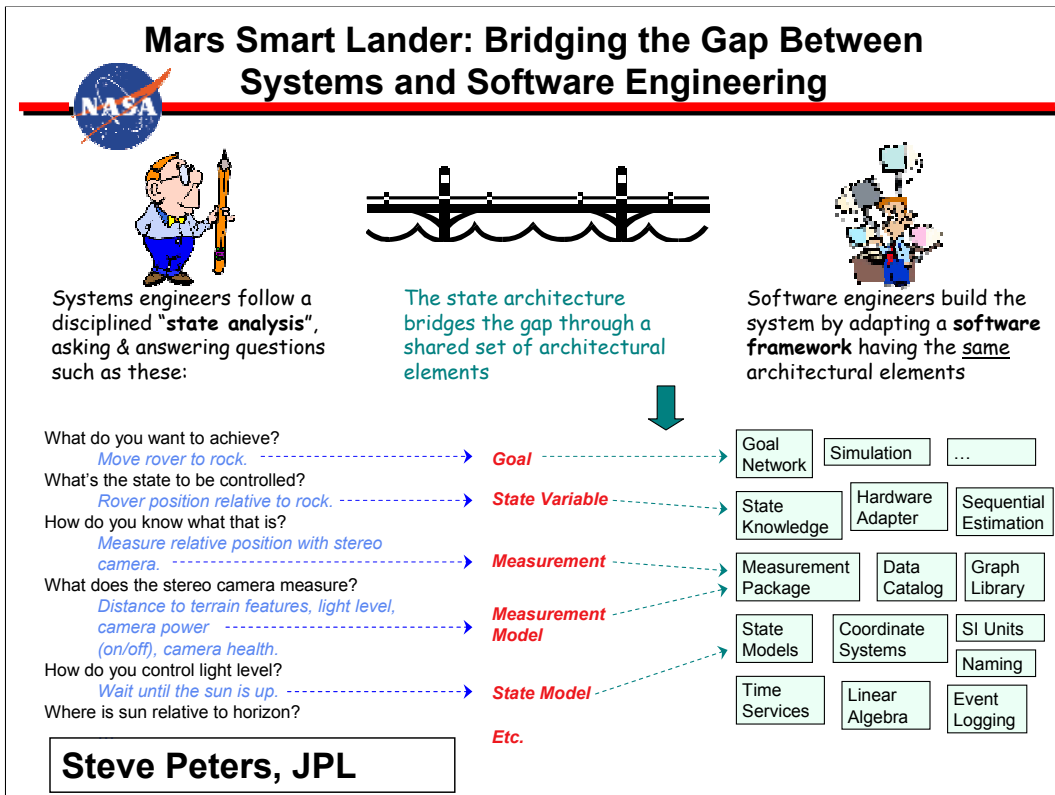 Mars Smart Lander: Bridging the Gap Between
Systems and Software Engineering
NASA
Systems engineers follow a
disciplined “state analysis”,
asking & answering questions
such as these:
The state architecture
bridges the gap through a
shared set of architectural
elements
Software engineers build the
system by adapting a software
framework having the same
architectural elements
What do you want to achieve?
Move rover to rock.
What’s the state to be controlled?
Rover position relative to rock.
How do you know what that is?
Measure relative position with stereo
camera.
What does the stereo camera measure?
Distance to terrain features, light level,
camera power
(on/off), camera health.
How do you control light level?
Wait until the sun is up.
Where is sun relative to horizon?
...
Goal
State Variable
Measurement
Measurement
Model
State Model
Etc.
Goal
Network
Simulation
…
State
Knowledge
Hardware
Adapter
Sequential
Estimation
Measurement
Package
Data
Catalog
Graph
Library
State
Models
Coordinate
Systems
SI Units
Naming
Time
Services
Linear
Algebra
Event
Logging
Steve Peters, JPL